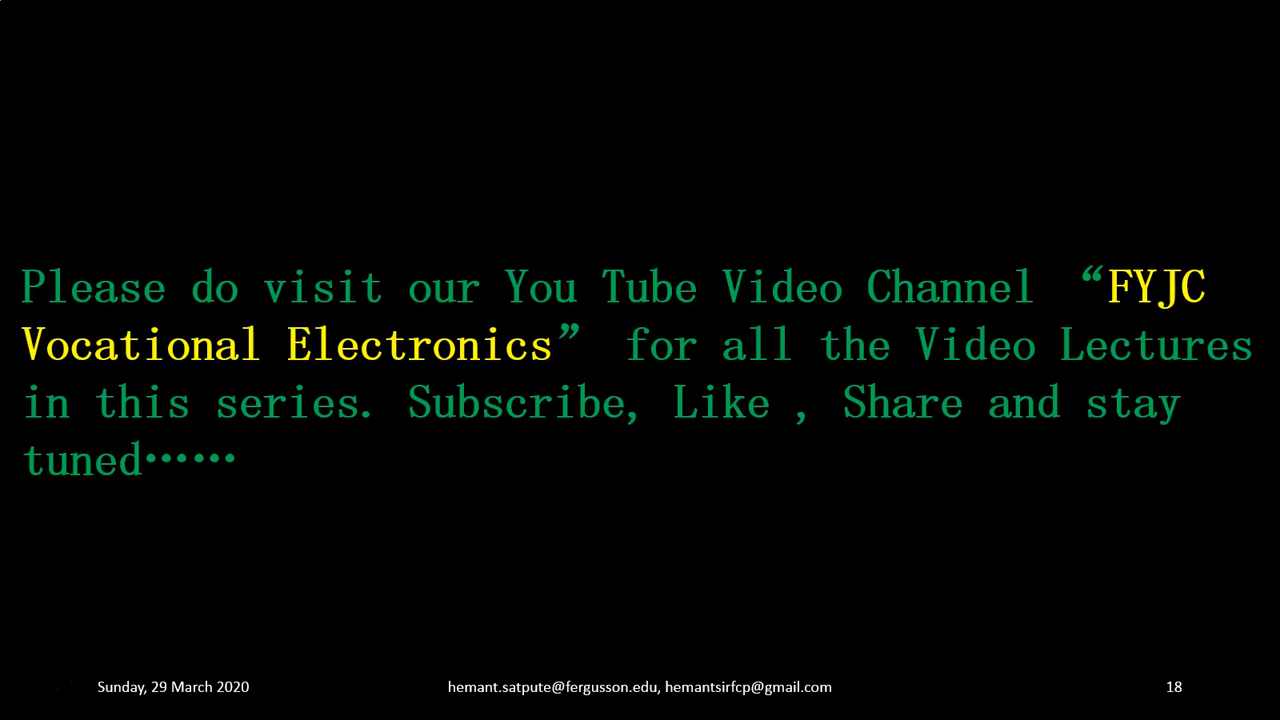 Please do visit our You Tube Video Channel “FYJC
Vocational Electronics” for all the Video Lectures
in this series. Subscribe, Like , Share and stay
tuned……
Sunday, 29 March 2020 hemant.satpute@fergusson.edu, hemantsirfcp@gmail.com 18